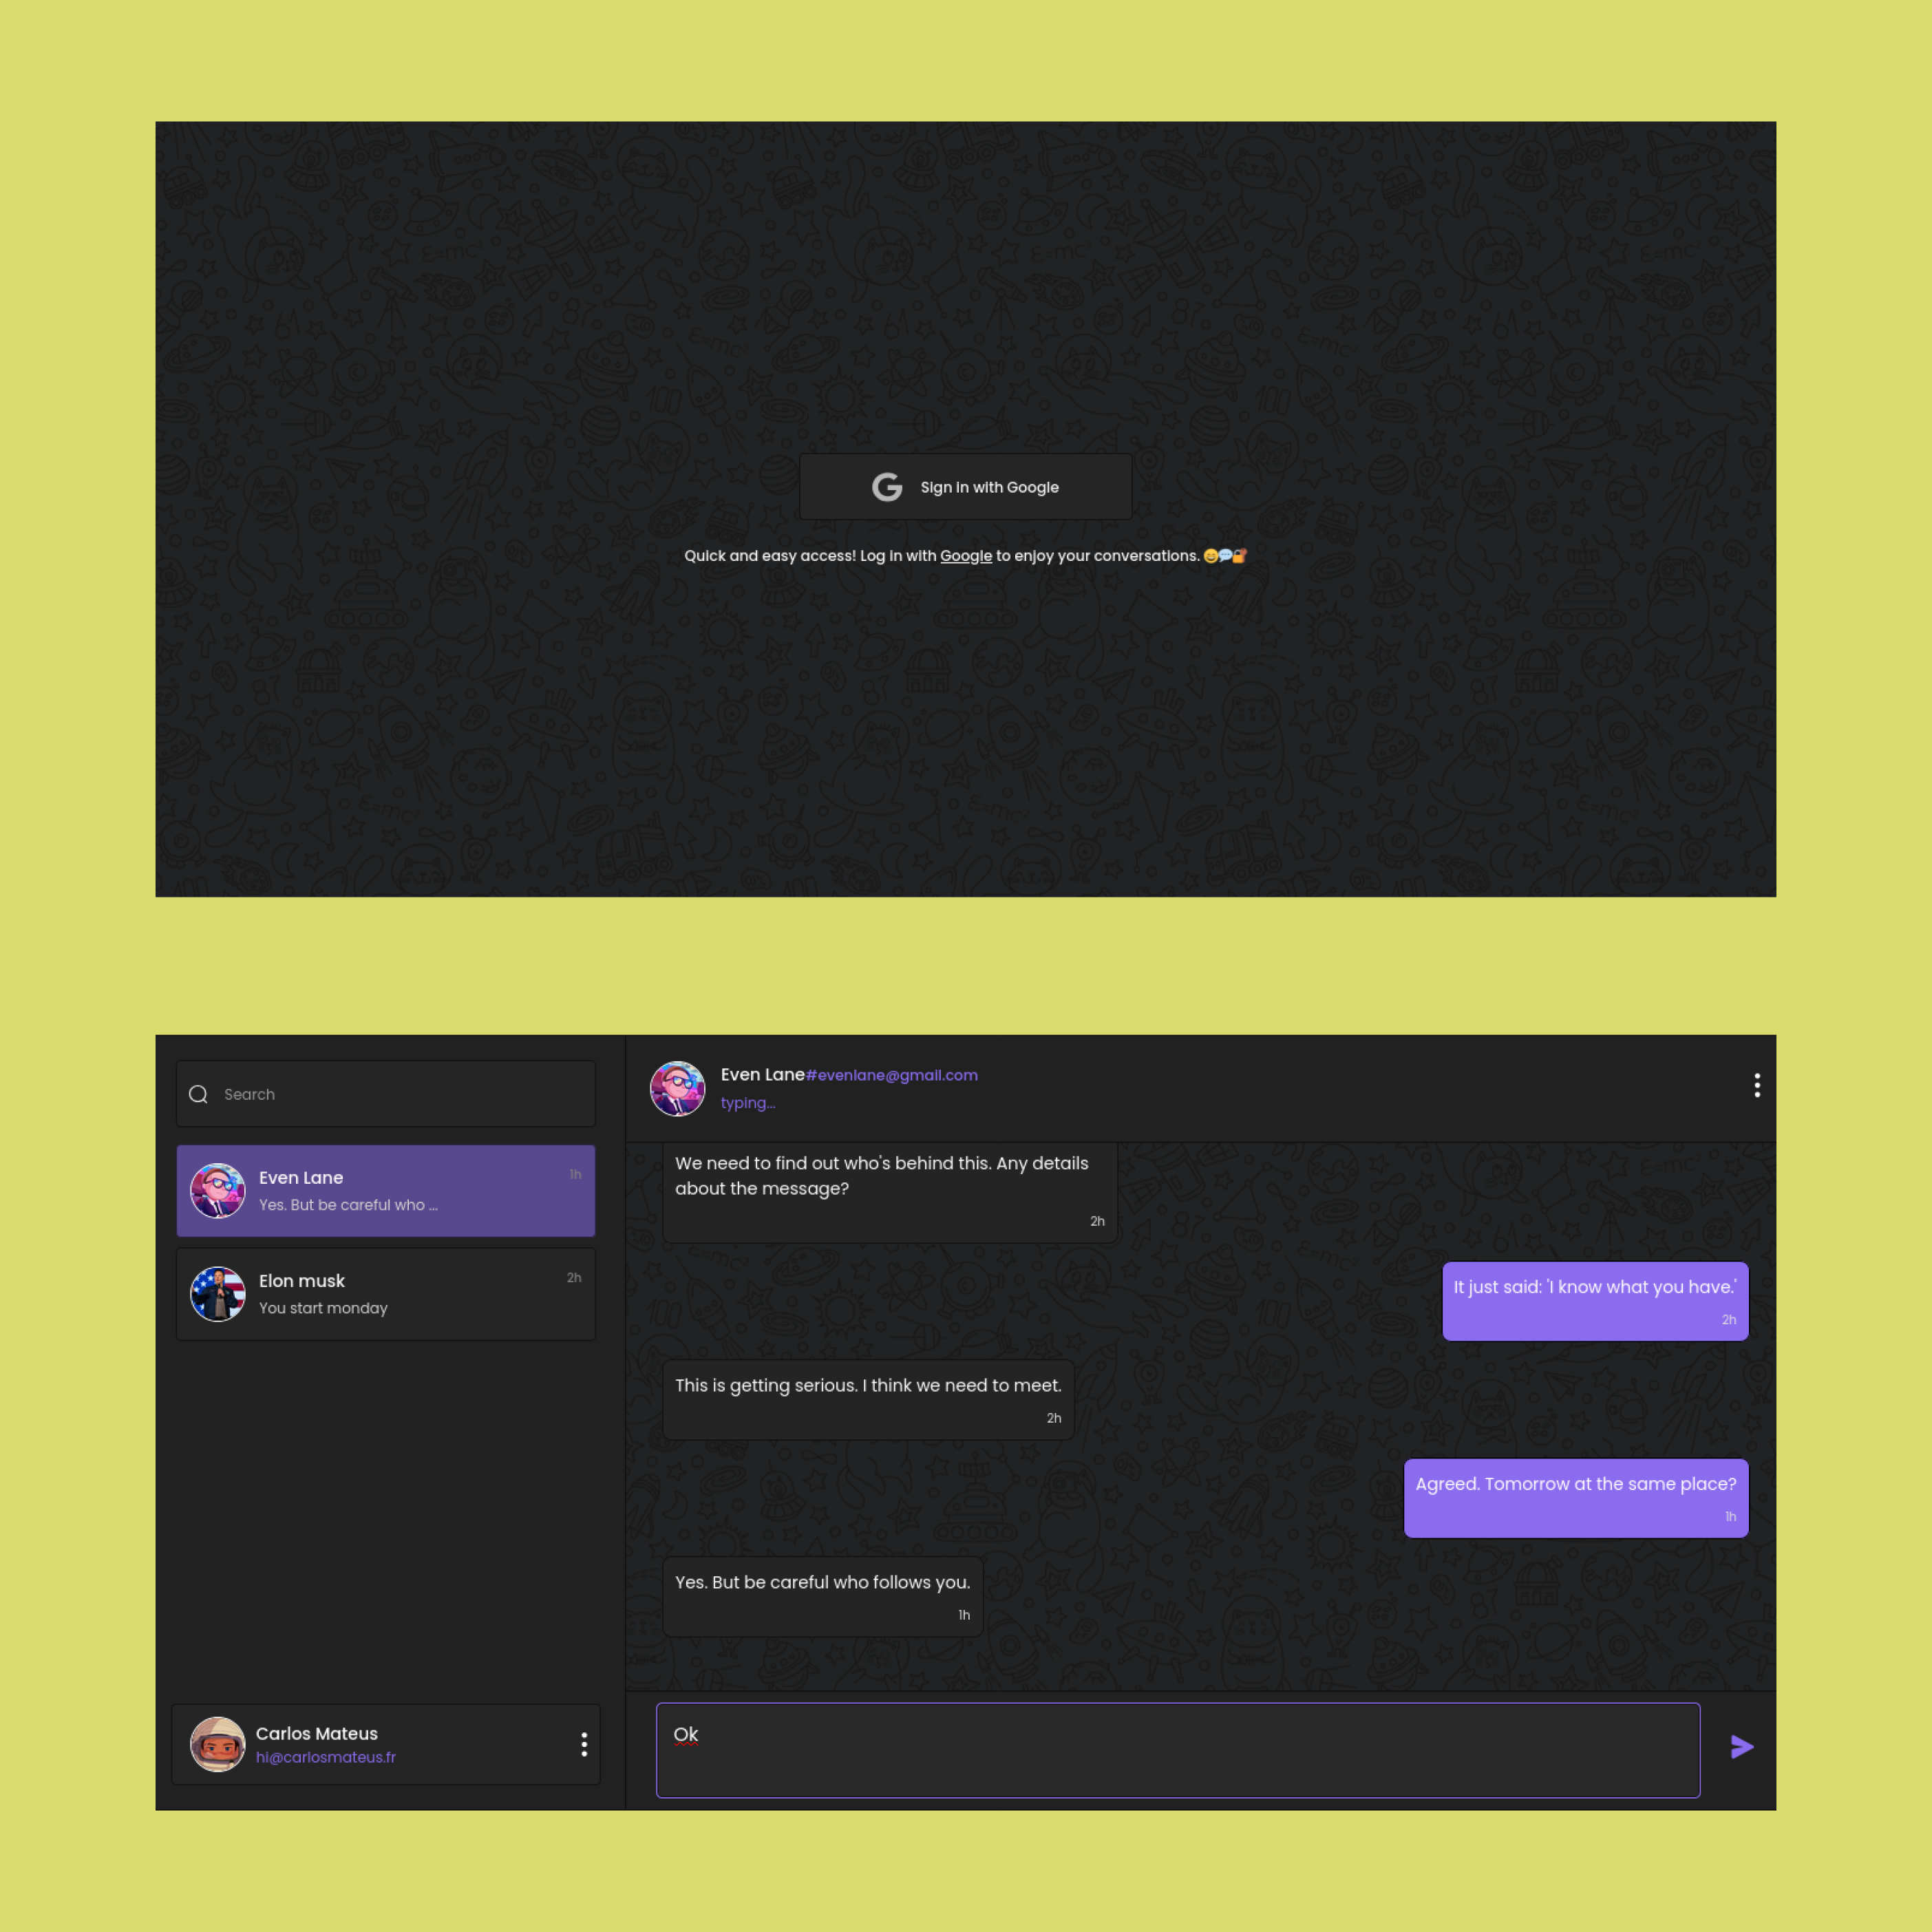 Sign in with Google
Quick and easy access! Log in with Google to enjoy your conversations. 😄💬🔐
Search
Even Lane
1h
Yes. But be careful who ...
Elon musk
2h
You start monday
Carlos Mateus
hi@carlosmateus.fr
Even Lane#evenlane@gmail.com
typing...
We need to find out who's behind this. Any details
about the message?
2h
It just said: 'I know what you have.'
2h
This is getting serious. I think we need to meet.
2h
Agreed. Tomorrow at the same place?
1h
Yes. But be careful who follows you.
1h
Ok